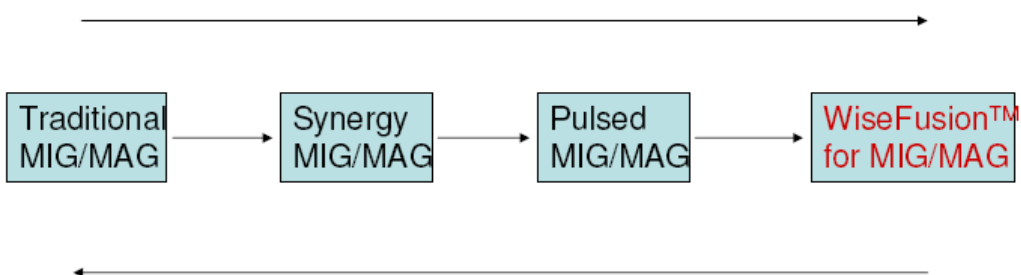 Traditional
MIG/MAG
Synergy
MIG/MAG
Pulsed
MIG/MAG
WiseFusion™
for MIG/MAG